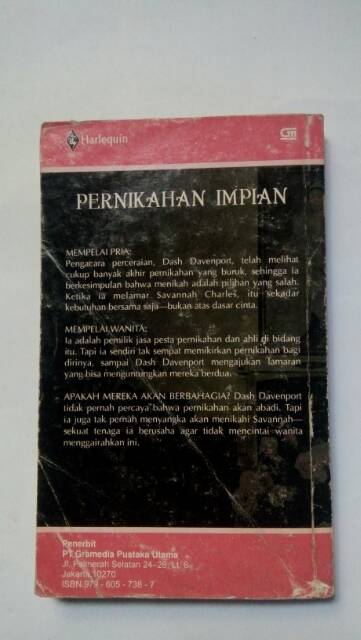 Harlequin
GM
PERNIKAHAN IMPIAN
MEMPELAI PRIA:
Pengacara perceraian, Dash Davenport, telah melihat
cukup banyak akhir pernikahan yang buruk, sehingga ia
berkesimpulan bahwa menikah adalah pilihan yang salah.
Ketika ia melamar Savannah Charles, itu sekadar
kebutuhan bersama saja—bukan atas dasar cinta.
MEMPELAI WANITA:
Ia adalah pemilik jasa pesta pernikahan dan ahli di bidang
itu. Tapi ia sendiri tak sempat memikirkan pernikahan bagi
dirinya, sampai Dash Davenport mengajukan lamaran
yang bisa menguntungkan mereka berdua.
APAKAH MEREKA AKAN BERBAHAGIA? Dash Davenport
tidak pernah percaya bahwa pernikahan akan abadi. Tapi
ia juga tak pernah menyangka akan menikahi Savannah—
sekuat tenaga ia berusaha agar tidak mencintai wanita
menggairahkan ini.
Penerbit
PT Gramedia Pustaka Utama
Jl. Palmerah Selatan 24-26, Lt. 6
Jakarta 10270
ISBN 979 - 605 - 738 - 7